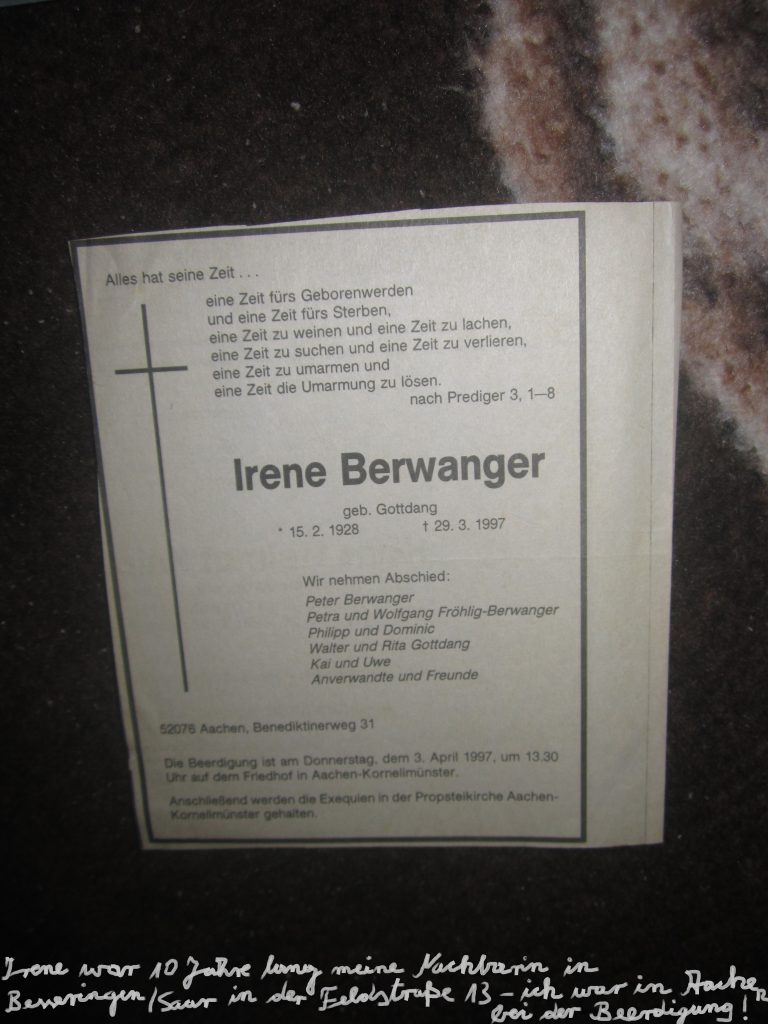 Alles hat seine Zeit . . .
eine Zeit fürs Geborenwerden
und eine Zeit fürs Sterben,
eine Zeit zu weinen und eine Zeit zu lachen,
eine Zeit zu suchen und eine Zeit zu verlieren,
eine Zeit zu umarmen und
eine Zeit die Umarmung zu lösen.
nach Prediger 3, 1—8
Irene Berwanger
geb. Gottdang
* 15. 2. 1928 † 29. 3. 1997
Wir nehmen Abschied:
Peter Berwanger
Petra und Wolfgang Fröhlig-Berwanger
Philipp und Dominic
Walter und Rita Gottdang
Kai und Uwe
Anverwandte und Freunde
52076 Aachen, Benediktinerweg 31
Die Beerdigung ist am Donnerstag, dem 3. April 1997, um 13.30
Uhr auf dem Friedhof in Aachen-Kornelimünster.
Anschließend werden die Exequien in der Propsteikirche Aachen-
Kornelimünster gehalten.
Irene war 10 Jahre lang meine Nachbarin in
/Saar in der Feldstraße 13 - ich war in Aachen
bei der Beerdigung!